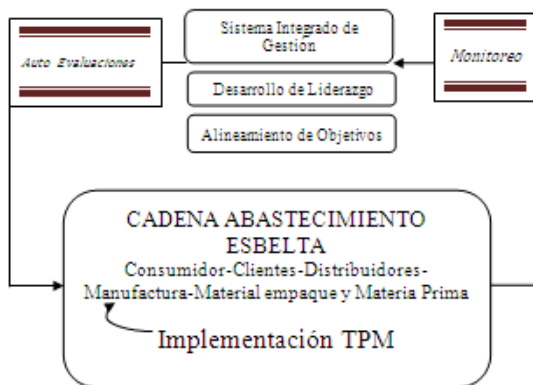 Sistema Integrado de
Gestión
Auto Evaluaciones
Monitoreo
Desarrollo de Liderazgo
Alineamiento de Objetivos
CADENA ABASTECIMIENTO
ESBELTA
Consumidor-Clientes-Distribuidores-
Manufactura-Material empaque y Materia Prima
Implementación TPM